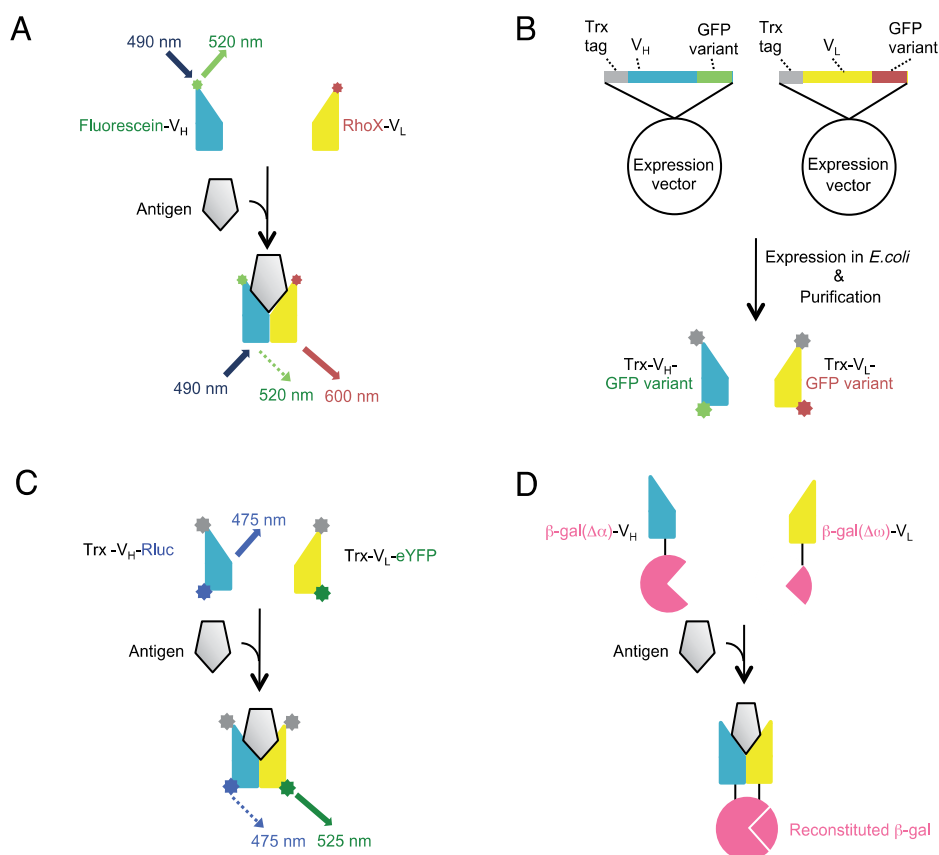 A
490 nm
520 nm
Fluorescein-VH
RhoX-VL
Antigen
490 nm
520 nm
600 nm
B
Trx
tag
VH
GFP
variant
Trx
tag
VL
GFP
variant
Expression
vector
Expression
vector
Expression in E.coli
&
Purification
Trx-VH-
GFP variant
Trx-VL-
GFP variant
C
475 nm
Trx -VH-Rluc
Trx-VL-eYFP
Antigen
475 nm
525 nm
D
β-gal(Δα)-VH
β-gal(Δω)-VL
Antigen
Reconstituted β-gal